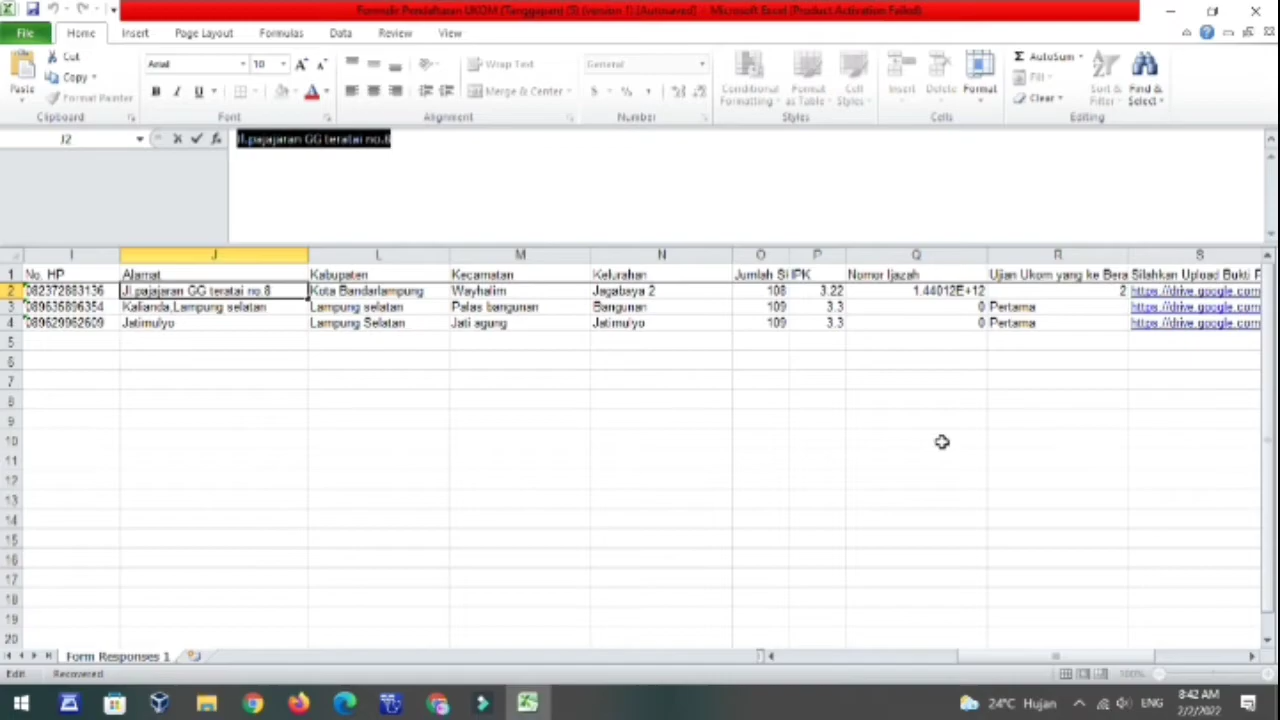 Formulir Pendaftaran UKOM (Tanggapan) (5) (version 1) [Autosaved] - Microsoft Excel (Product Activation Failed)
File Home Insert Page Layout Formulas Data Review View
Cut
Copy
Format Painter
Paste
Clipboard
Arial 10
B I U
Font
Wrap Text
Merge & Center
Alignment
General
Number
Conditional Formatting
Format as Table
Cell Styles
Styles
Insert Delete Format
Cells
AutoSum
Fill
Clear
Sort & Filter
Find & Select
Editing
J2 fx Jl.pajajaran GG teratai no.8
I J L M N O P Q R S
1 No. HP Alamat Kabupaten Kecamatan Kelurahan Jumlah SI IPK Nomor Ijazah Ujian Ukom yang ke Bera Silahkan Upload Bukti P
2 082372883136 Jl.pajajaran GG teratai no.8 Kota Bandarlampung Wayhalim Jagabaya 2 108 3.22 1.44012E+12 2 https://drive.google.com
3 089636896354 Kalianda,Lampung selatan Lampung selatan Palas bangunan Bangunan 109 3.3 0 Pertama https://drive.google.com
4 089629962609 Jatimulyo Lampung Selatan Jati agung Jatimulyo 109 3.3 0 Pertama https://drive.google.com
5
6
7
8
9
10
11
12
13
14
15
16
17
18
19
20
Form Responses 1
Edit Recovered 100%
24°C Hujan ENG 8:42 AM
2/2/2022